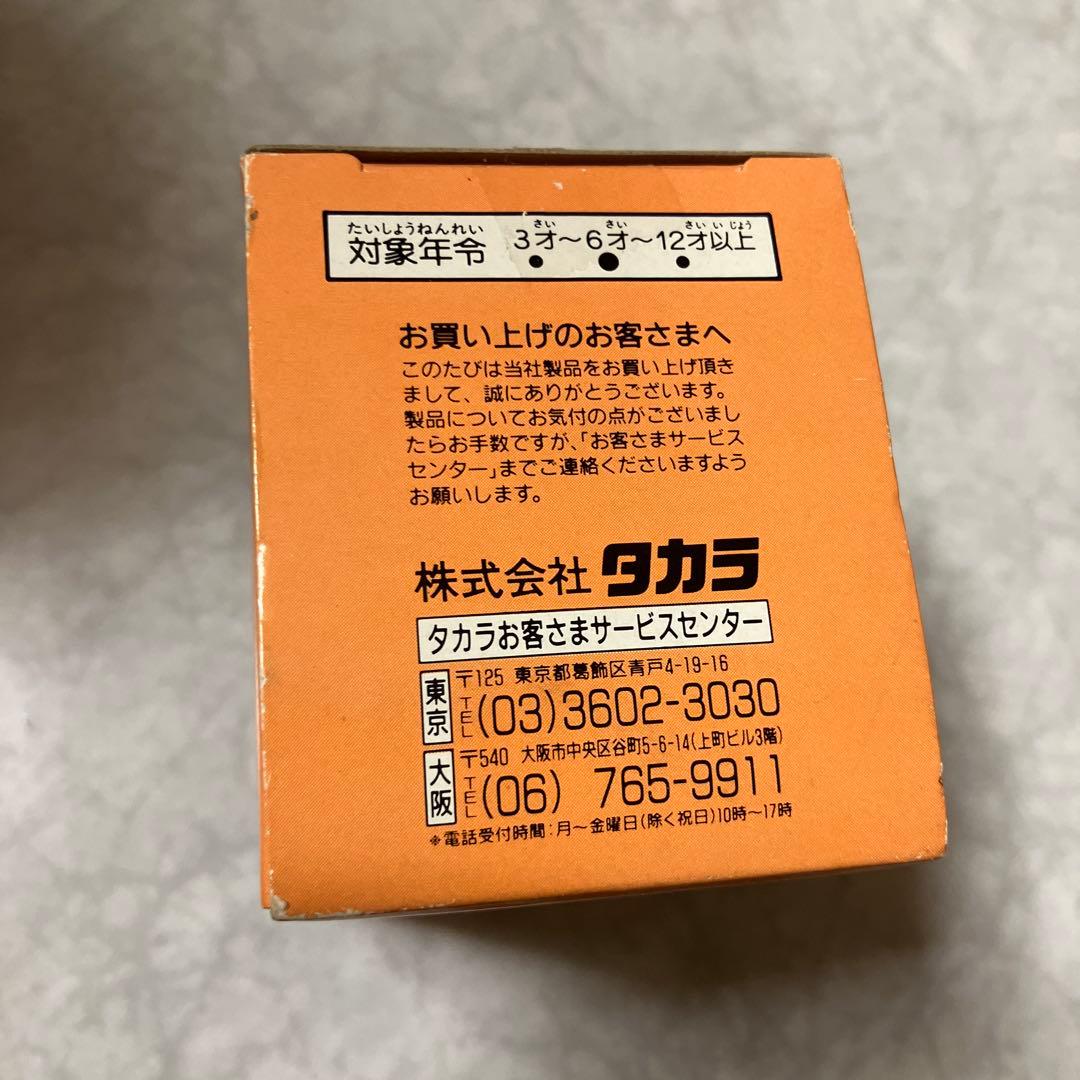 たいしょうねんれい
対象年令
さい さい さい いじょう
3才〜6才〜12才以上
お買い上げのお客さまへ
このたびは当社製品をお買い上げ頂き
まして、誠にありがとうございます。
製品についてお気付の点がございまし
たらお手数ですが、「お客さまサービス
センター」までご連絡くださいますよう
お願いします。
株式会社 タカラ
タカラお客さまサービスセンター
東京 〒125 東京都葛飾区青戸4-19-16
TEL (03)3602-3030
大阪 〒540 大阪市中央区谷町5-6-14(上町ビル3階)
TEL (06) 765-9911
※電話受付時間:月〜金曜日(除く祝日)10時〜17時